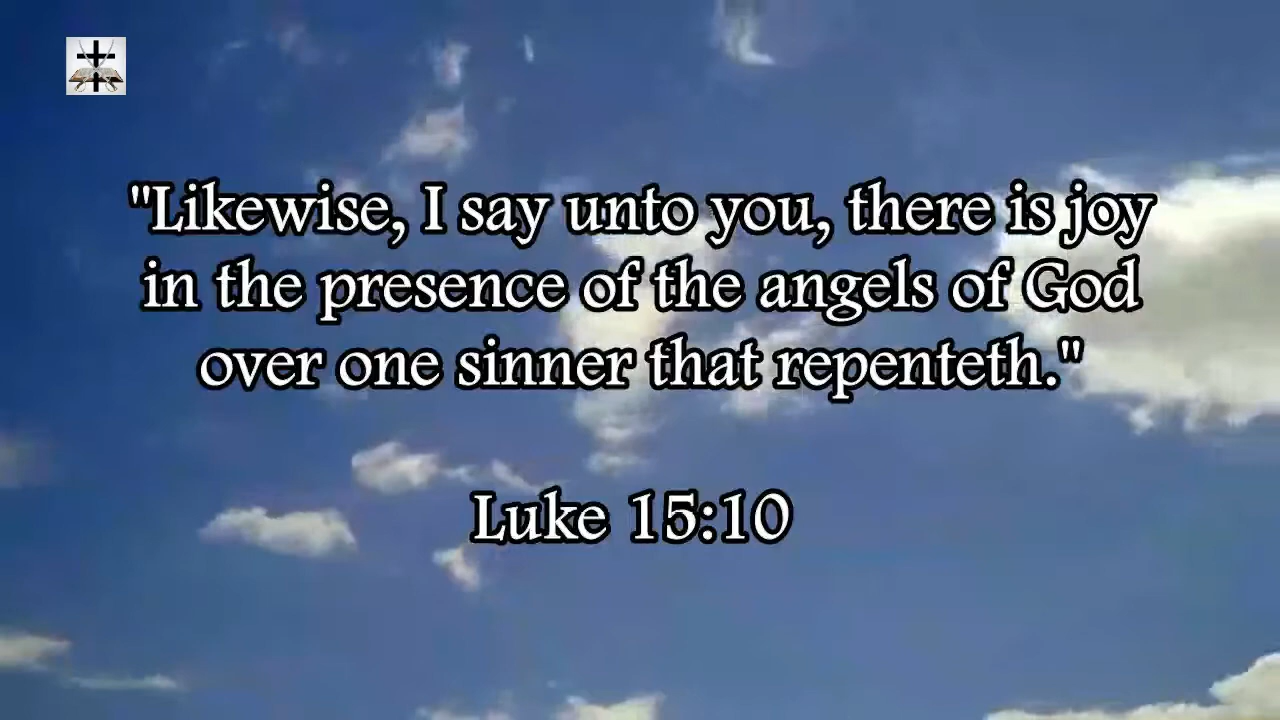 "Likewise, I say unto you, there is joy
in the presence of the angels of God
over one sinner that repenteth."
Luke 15:10